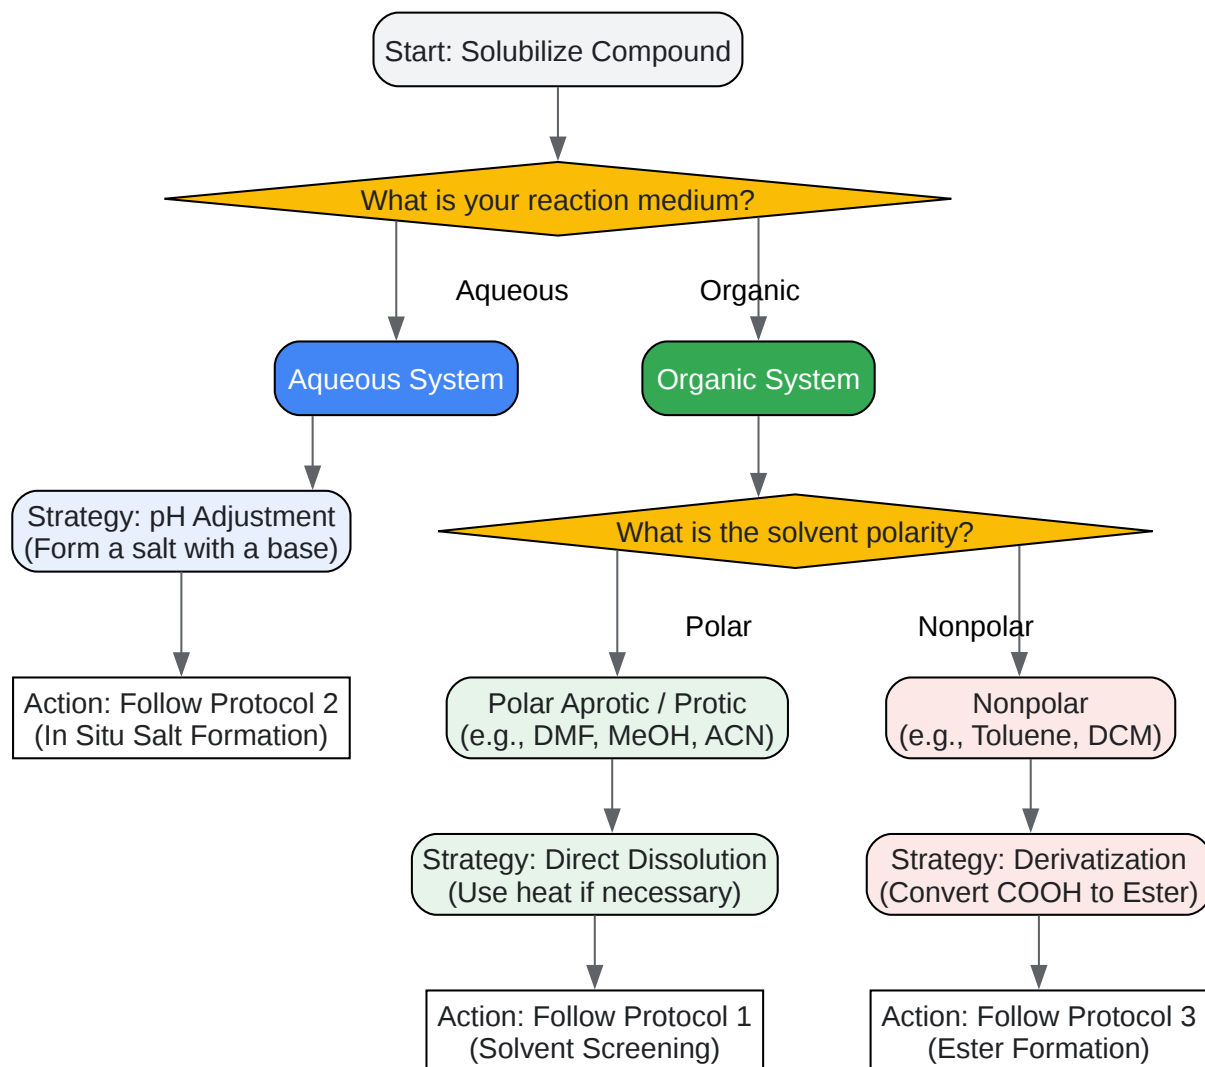 Start: Solubilize Compound
What is your reaction medium?
Aqueous
Organic
Aqueous System
Organic System
Strategy: pH Adjustment
(Form a salt with a base)
What is the solvent polarity?
Polar
Nonpolar
Action: Follow Protocol 2
(In Situ Salt Formation)
Polar Aprotic / Protic
(e.g., DMF, MeOH, ACN)
Nonpolar
(e.g., Toluene, DCM)
Strategy: Direct Dissolution
(Use heat if necessary)
Strategy: Derivatization
(Convert COOH to Ester)
Action: Follow Protocol 1
(Solvent Screening)
Action: Follow Protocol 3
(Ester Formation)